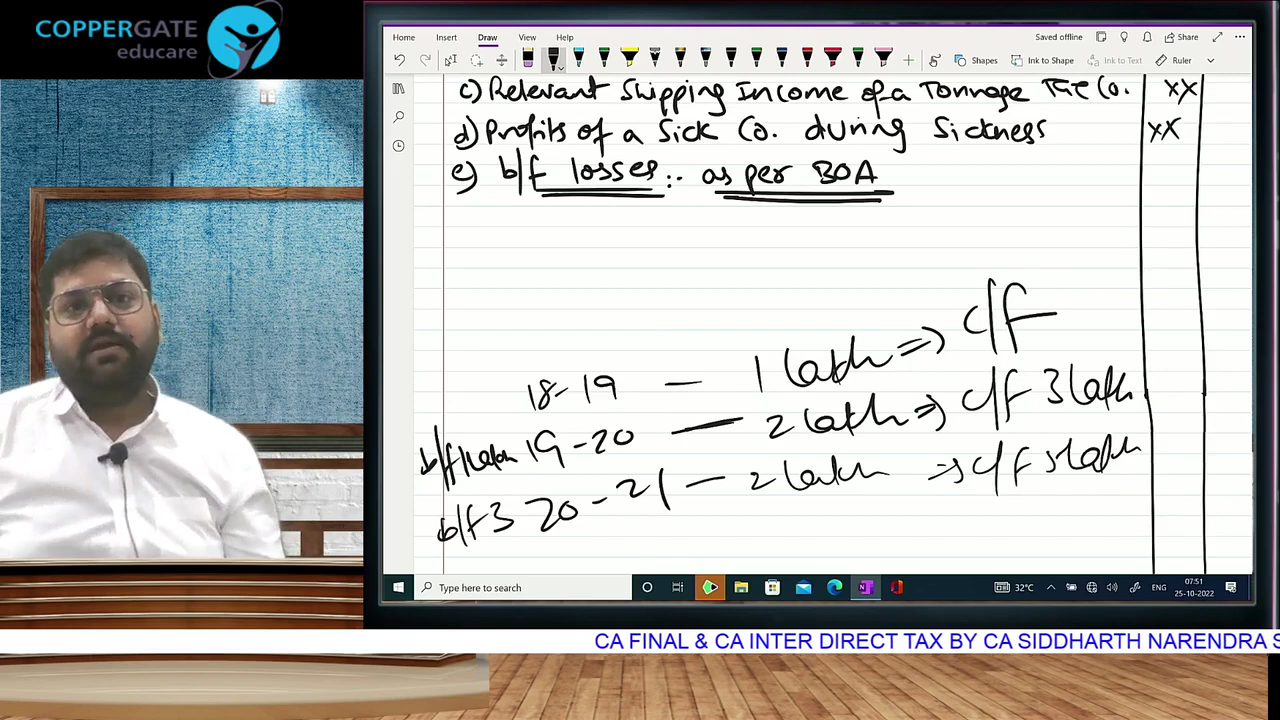 COPPERGATE
educare
Home Insert Draw View Help
Saved offline Share
Shapes Ink to Shape Ink to Text Ruler
c) Relevant Shipping Income of a Tonnage Tax Co. xx
d) Profits of a Sick Co. during Sickness xx
e) b/f losses:- as per BOA
18-19 — 1 lakh => c/f
b/f 1 lakh 19-20 — 2 lakh => c/f 3 lakh
b/f 3 20-21 — 2 lakh => c/f 5 lakh
Type here to search
32°C ENG 07:51
25-10-2022
CA FINAL & CA INTER DIRECT TAX BY CA SIDDHARTH NARENDRA S